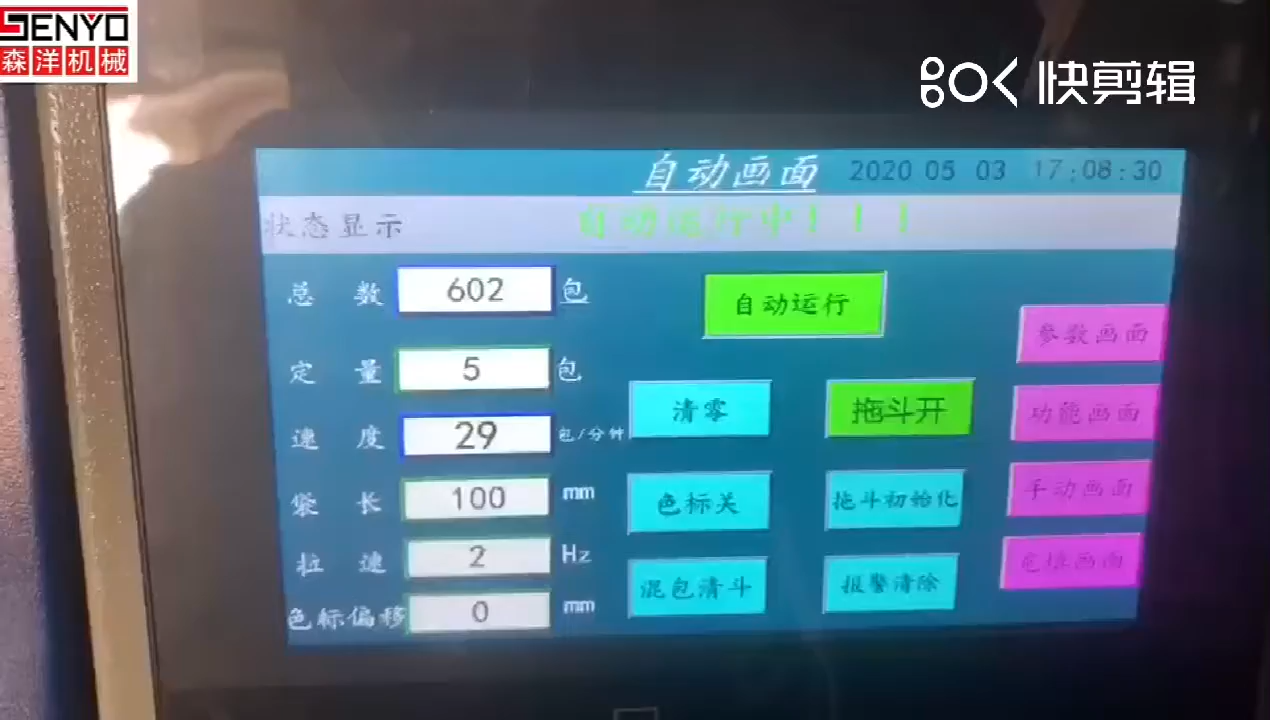 SENYO
森洋机械
快剪辑
自动画面 2020 05 03 17:08:30
状态显示 自动运行中！！！
总 数 602 包
自动运行
参数画面
定 量 5 包
清零 拖斗开 功能画面
速 度 29 包/分钟
袋 长 100 mm
色标关 拖斗初始化 手动画面
拉 速 2 Hz
混包清斗 报警清除
色标偏移 0 mm